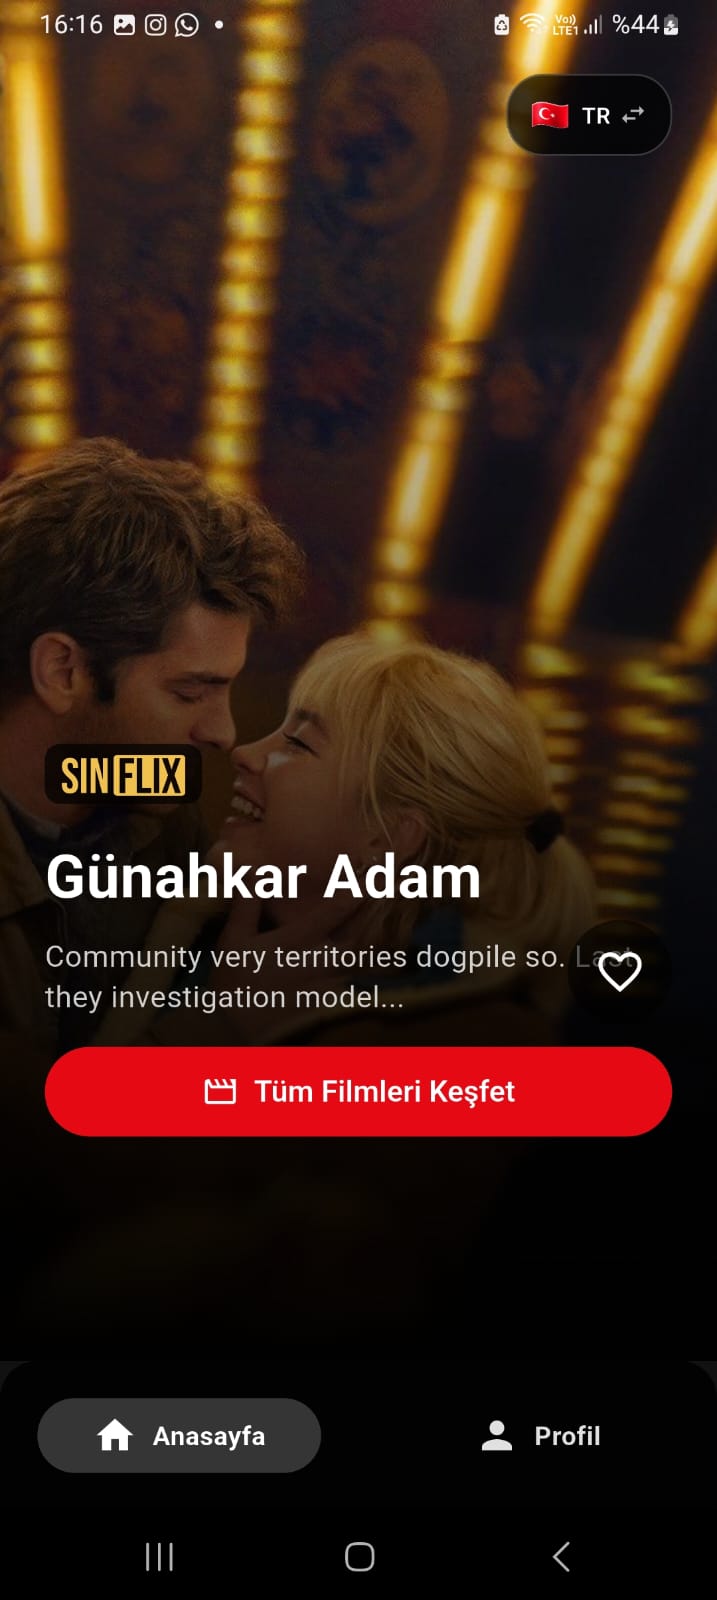 16:16 %44
TR
SINFLIX
Günahkar Adam
Community very territories dogpile so. Last
they investigation model...
Tüm Filmleri Keşfet
Anasayfa Profil